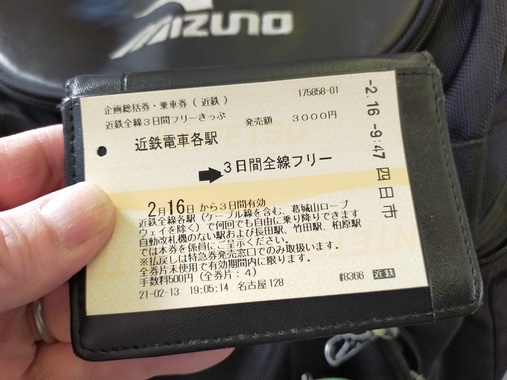 MIZUNO
企画総括券・乗車券(近鉄) 175858-01
近鉄全線3日間フリーきっぷ 発売額 3000円
近鉄電車各駅
➡3日間全線フリー
2月16日から3日間有効
近鉄全線各駅(ケーブル線を含む、葛城山ロープ
ウェイを除く)で何回でも自由に乗り降りできます
自動改札機のない駅および長田駅、竹田駅、柏原駅
では本券を係員にご呈示ください。
※払戻しは特急券発売窓口でのみ取扱います。
全券片未使用で有効期間内に限ります。
手数料500円(全券片:4)
21-02-13 19:05:14 名古屋128 #8366 近鉄
-2.16-9:47 四日市